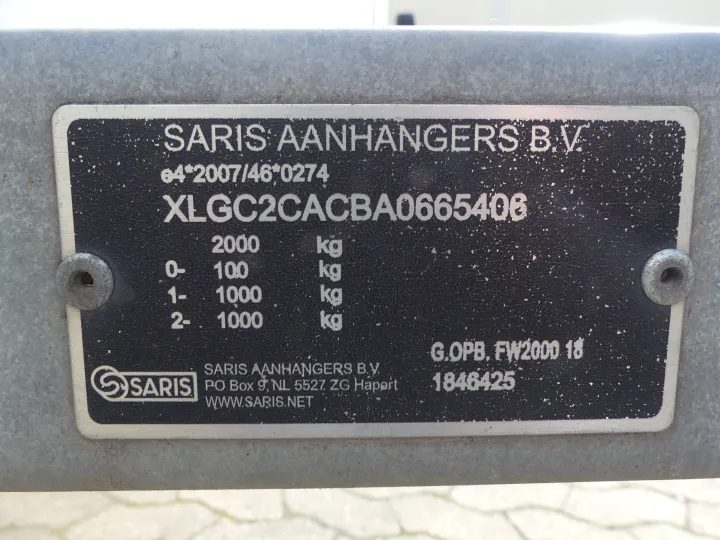 SARIS AANHANGERS B.V.
e4*2007/46*0274
XLGC2CACBA0665406
2000 kg
0- 100 kg
1- 1000 kg
2- 1000 kg
G.OPB. FW2000 18
1846425
SARIS
SARIS AANHANGERS B.V.
PO Box 9, NL 5527 ZG Hapert
WWW.SARIS.NET